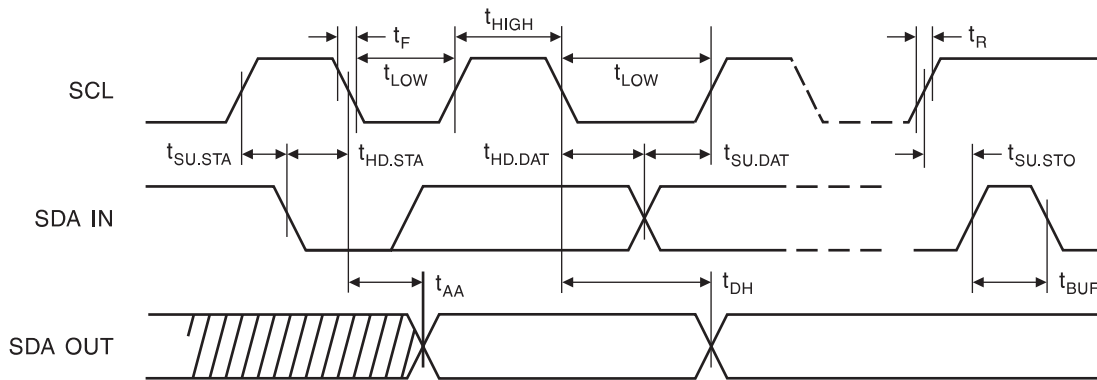 tHIGH
tF
tR
tLOW
tLOW
SCL
tSU.STA
tHD.STA
tHD.DAT
tSU.DAT
tSU.STO
SDA IN
tAA
tDH
tBUF
SDA OUT